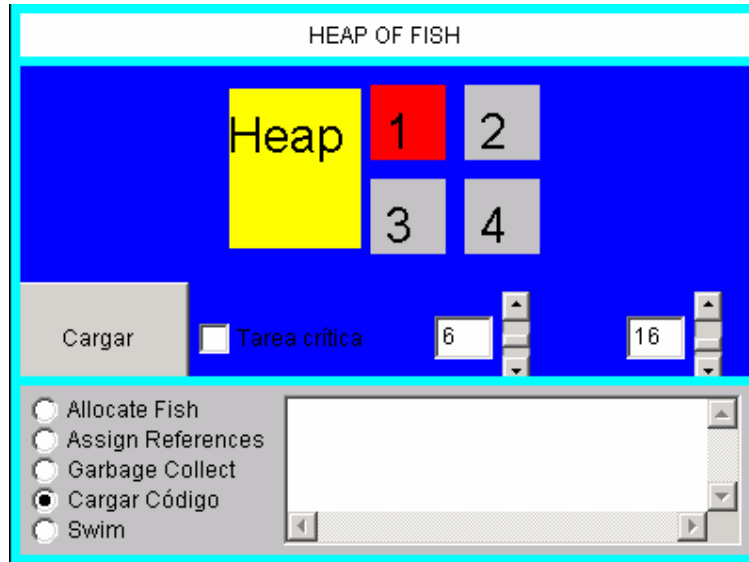 HEAP OF FISH
Heap 1 2
3 4
Cargar Tarea crítica 6 16
Allocate Fish
Assign References
Garbage Collect
Cargar Código
Swim